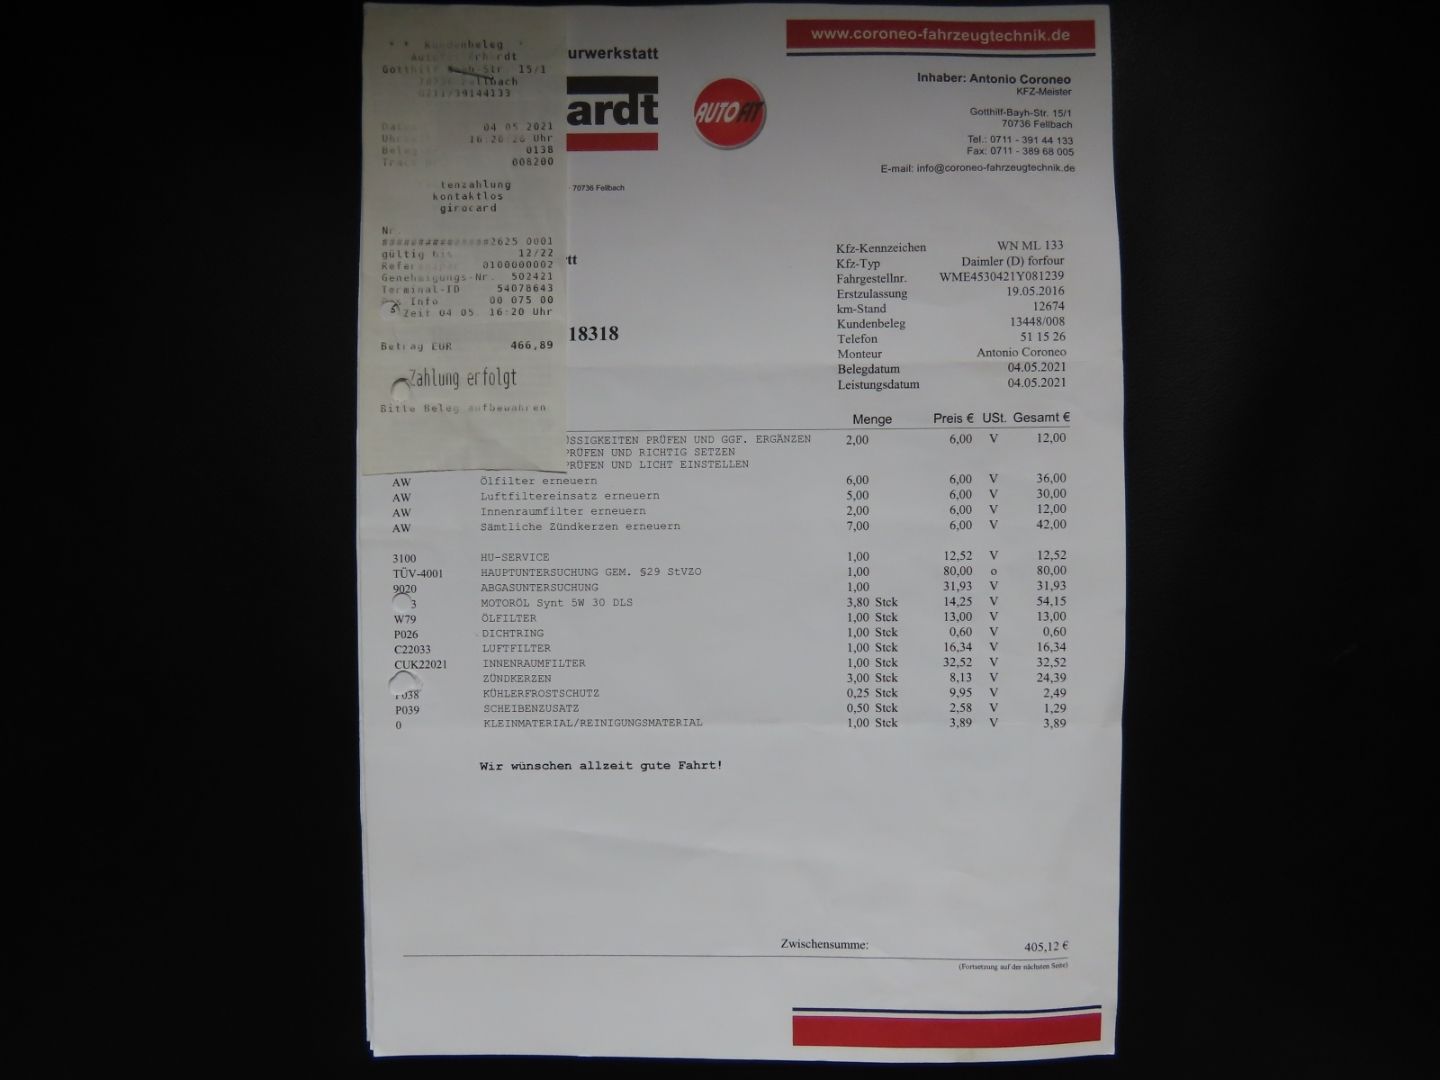 * * Kundenbeleg *
Autofit Erhardt
Gotthilf Bayh-Str. 15/1
70736 Fellbach
0711/39144133
Datum 04 05 2021
Uhrzeit 16:20:26 Uhr
Beleg 0138
Trace 008200
tenzahlung
kontaktlos
girocard
Nr.
################2625 0001
gültig bis 12/22
0100000002
Genehmigungs-Nr. 502421
Terminal-ID 54078643
Info 00 075 00
Zeit 04 05. 16:20 Uhr
Betrag EUR 466,89
Zahlung erfolgt
Bitte Beleg aufbewahren
urwerkstatt
ardt
AUTOFIT
· 70736 Fellbach
rtt
18318
www.coroneo-fahrzeugtechnik.de
Inhaber: Antonio Coroneo
KFZ-Meister
Gotthilf-Bayh-Str. 15/1
70736 Fellbach
Tel.: 0711 - 391 44 133
Fax: 0711 - 389 68 005
E-mail: info@coroneo-fahrzeugtechnik.de
Kfz-Kennzeichen WN ML 133
Kfz-Typ Daimler (D) forfour
Fahrgestellnr. WME4530421Y081239
Erstzulassung 19.05.2016
km-Stand 12674
Kundenbeleg 13448/008
Telefon 51 15 26
Monteur Antonio Coroneo
Belegdatum 04.05.2021
Leistungsdatum 04.05.2021
Menge Preis € USt. Gesamt €
ÜSSIGKEITEN PRÜFEN UND GGF. ERGÄNZEN 2,00 6,00 V 12,00
PRÜFEN UND RICHTIG SETZEN
PRÜFEN UND LICHT EINSTELLEN
AW Ölfilter erneuern 6,00 6,00 V 36,00
AW Luftfiltereinsatz erneuern 5,00 6,00 V 30,00
AW Innenraumfilter erneuern 2,00 6,00 V 12,00
AW Sämtliche Zündkerzen erneuern 7,00 6,00 V 42,00
3100 HU-SERVICE 1,00 12,52 V 12,52
TÜV-4001 HAUPTUNTERSUCHUNG GEM. §29 StVZO 1,00 80,00 o 80,00
9020 ABGASUNTERSUCHUNG 1,00 31,93 V 31,93
3 MOTORÖL Synt 5W 30 DLS 3,80 Stck 14,25 V 54,15
W79 ÖLFILTER 1,00 Stck 13,00 V 13,00
P026 DICHTRING 1,00 Stck 0,60 V 0,60
C22033 LUFTFILTER 1,00 Stck 16,34 V 16,34
CUK22021 INNENRAUMFILTER 1,00 Stck 32,52 V 32,52
ZÜNDKERZEN 3,00 Stck 8,13 V 24,39
P038 KÜHLERFROSTSCHUTZ 0,25 Stck 9,95 V 2,49
P039 SCHEIBENZUSATZ 0,50 Stck 2,58 V 1,29
0 KLEINMATERIAL/REINIGUNGSMATERIAL 1,00 Stck 3,89 V 3,89
Wir wünschen allzeit gute Fahrt!
Zwischensumme: 405,12 €
(Fortsetzung auf der nächsten Seite)